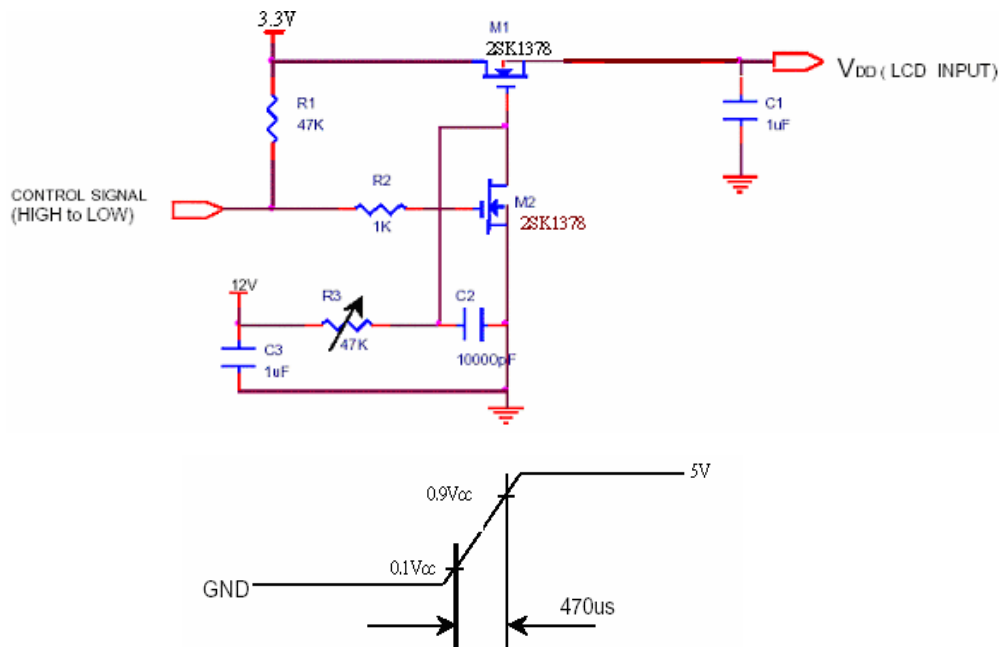 3.3V
M1
2SK1378
VDD ( LCD INPUT)
R1
47K
C1
1uF
CONTROL SIGNAL
(HIGH to LOW)
R2
1K
M2
2SK1378
12V
R3
47K
C2
10000pF
C3
1uF
0.9Vcc
5V
0.1Vcc
GND
470us